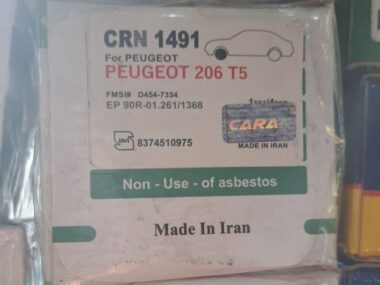 CRN 1491
For PEUGEOT
PEUGEOT 206 T5
FMSI# D454-7334
EP 90R-01.261/1368
CARA
8374510975
MADE IN IRAN
Non - Use - of asbestos
Made In Iran